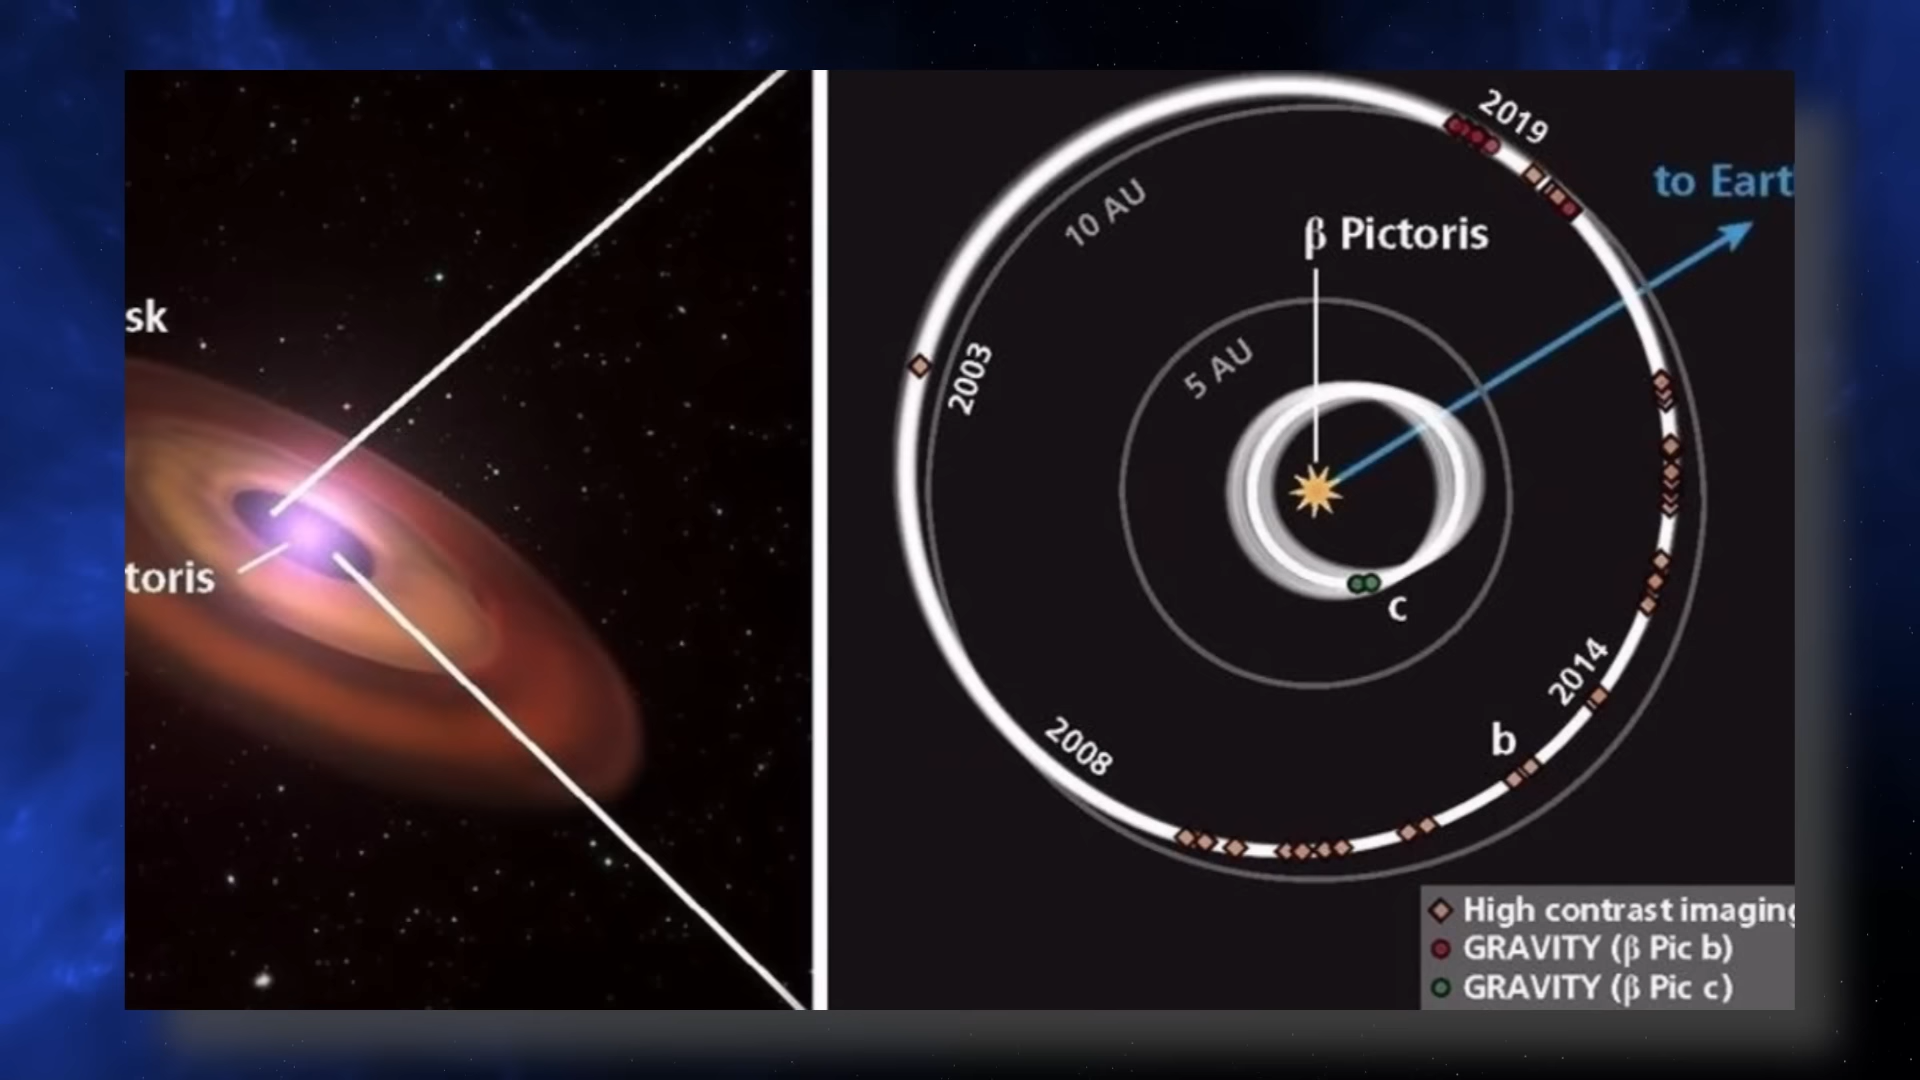 sk
toris
2019
to Eart
10 AU
β Pictoris
5 AU
2003
c
2014
b
2008
High contrast imaging
GRAVITY (β Pic b)
GRAVITY (β Pic c)